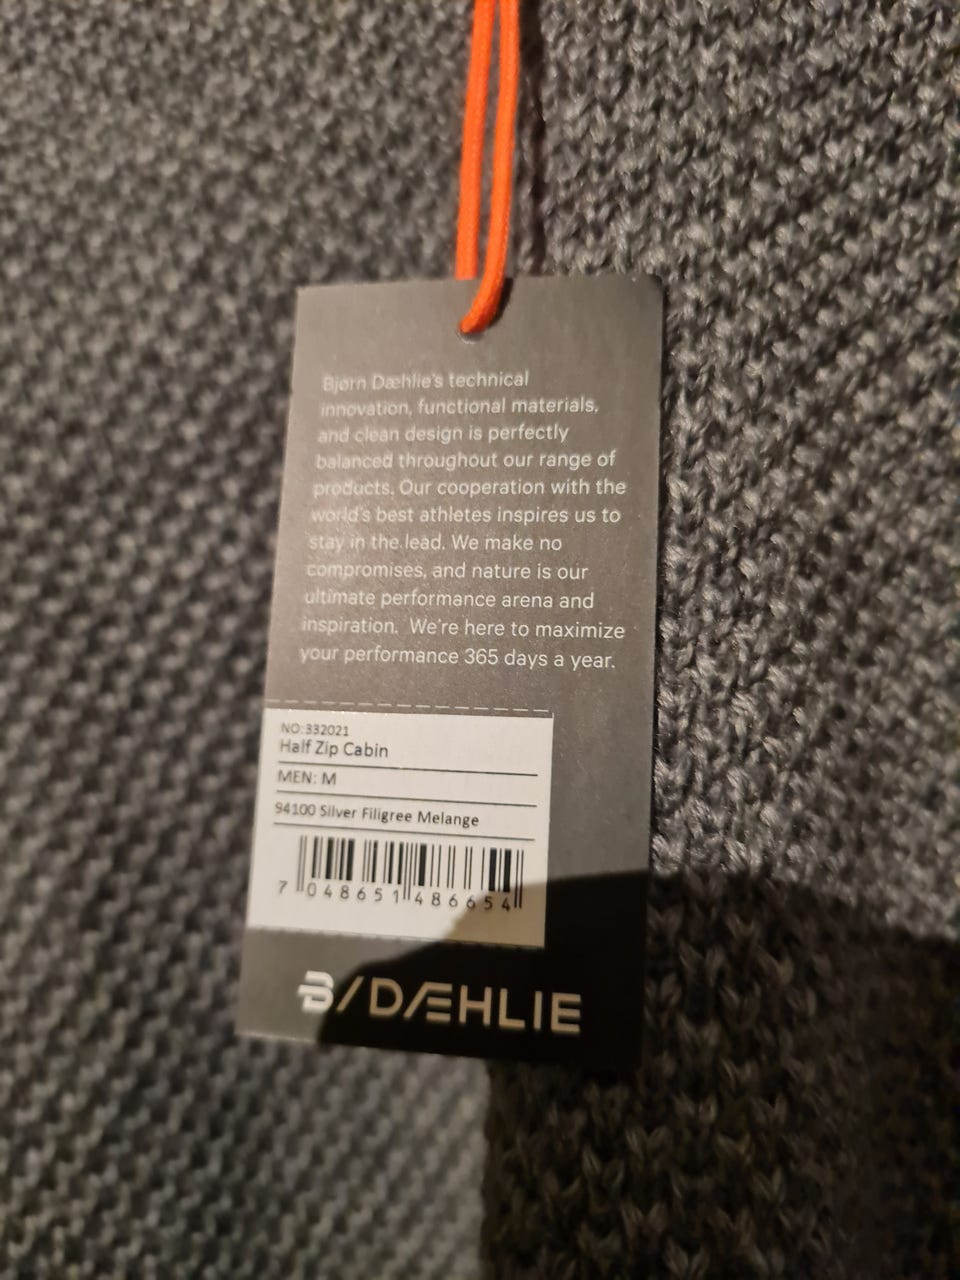 Bjørn Dæhlie's technical
innovation, functional materials,
and clean design is perfectly
balanced throughout our range of
products. Our cooperation with the
world's best athletes inspires us to
stay in the lead. We make no
compromises, and nature is our
ultimate performance arena and
inspiration. We're here to maximize
your performance 365 days a year.
NO:332021
Half Zip Cabin
MEN: M
94100 Silver Filigree Melange
7 048651 486654
B/DÆHLIE